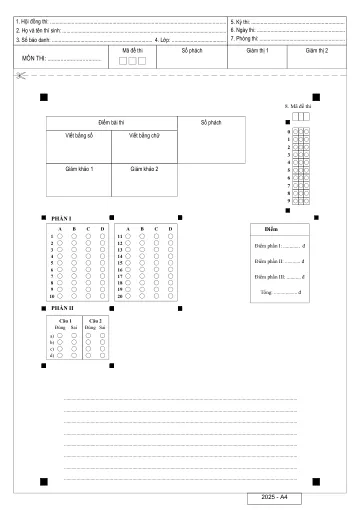 1. Hội đồng thi: ........................................
2. Họ và tên thí sinh: ........................................
3. Số báo danh ........................................ 4. Lớp: ....................
5. Kỳ thi: ........................................
6. Ngày thi: ........................................
7. Phòng thi: ........................................
MÔN THI: ..............................
Mã đề thi
Số phách
Giám thị 1
Giám thị 2
8. Mã đề thi
Điểm bài thi
Số phách
Viết bằng số
Viết bằng chữ
Giám khảo 1
Giám khảo 2
0
1
2
3
4
5
6
7
8
9
PHẦN I
A B C D
1
2
3
4
5
6
7
8
9
10
A B C D
11
12
13
14
15
16
17
18
19
20
Điểm
Điểm phần I: ............. đ
Điểm phần II: ............ đ
Điểm phần III: ........... đ
Tổng: .................... đ
PHẦN II
Câu 1 Câu 2
Đúng Sai Đúng Sai
a)
b)
c)
d)
2025 - A4